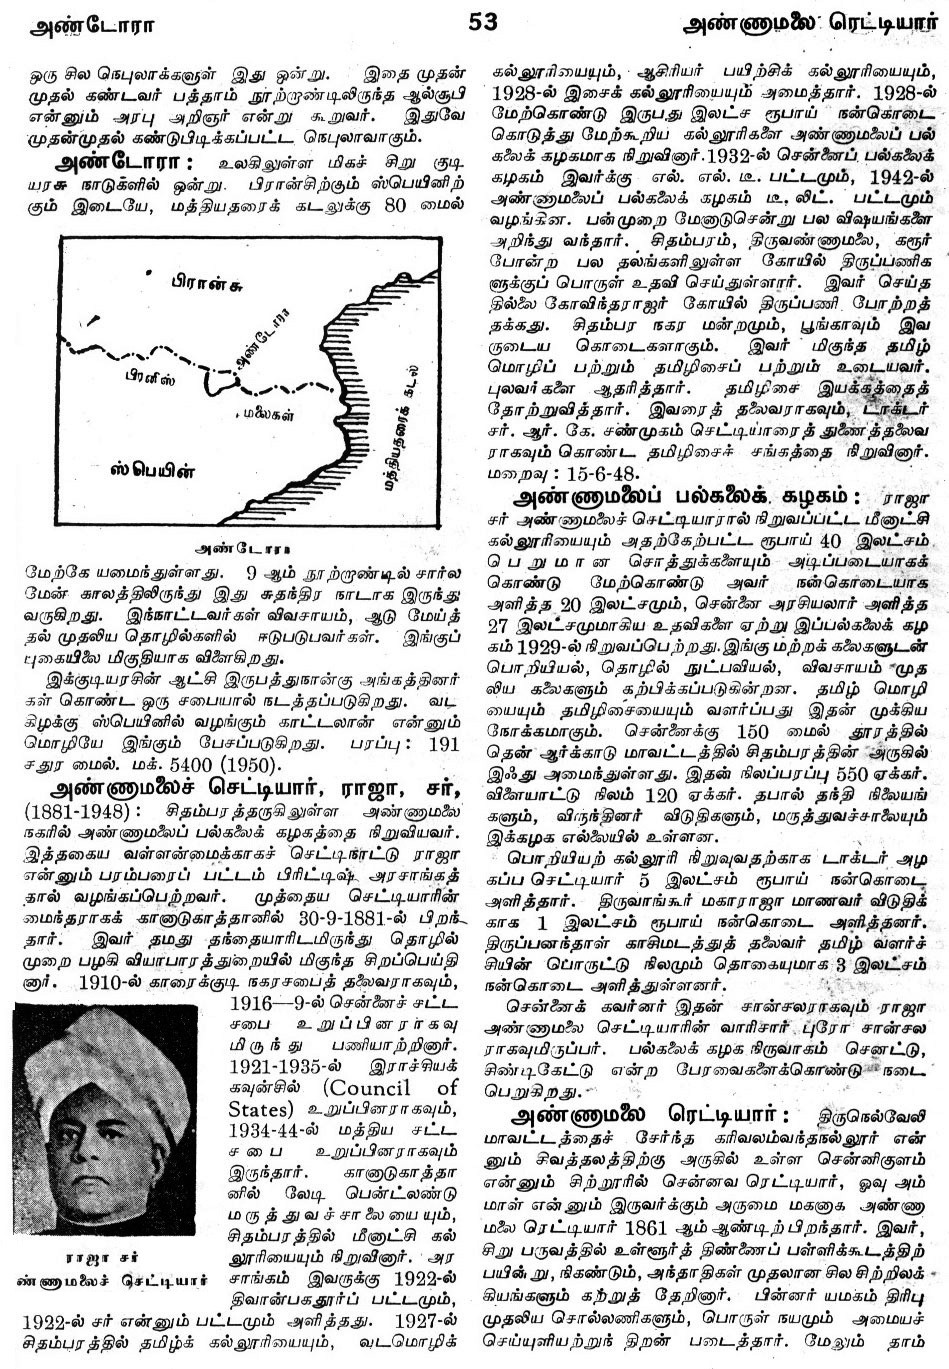 அண்டோரா
53
அண்ணாமலை ரெட்டியார்
ஒரு சில நெபுலாக்களுள் இது ஒன்று. இதை முதன்
முதல் கண்டவர் பத்தாம் நூற்றாண்டிலிருந்த ஆல்சூபி
என்னும் அரபு அறிஞர் என்று கூறுவர். இதுவே
முதன்முதல் கண்டுபிடிக்கப்பட்ட நெபுலாவாகும்.
அண்டோரா : உலகிலுள்ள மிகச் சிறு குடி
யரசு நாடுகளில் ஒன்று. பிரான்சிற்கும் ஸ்பெயினிற்
கும் இடையே, மத்தியதரைக் கடலுக்கு 80 மைல்
பிரான்சு
அண்டோரா
பிரனிஸ்
மலைகள்
ஸ்பெயின்
மத்தியதரைக் கடல்
அண்டோரா
மேற்கே யமைந்துள்ளது. 9 ஆம் நூற்றாண்டில் சார்ல
மேன் காலத்திலிருந்து இது சுதந்திர நாடாக இருந்து
வருகிறது. இந்நாட்டவர்கள் விவசாயம், ஆடு மேய்த்
தல் முதலிய தொழில்களில் ஈடுபடுபவர்கள். இங்குப்
புகையிலை மிகுதியாக விளைகிறது.
இக்குடியரசின் ஆட்சி இருபத்துநான்கு அங்கத்தினர்
கள் கொண்ட ஒரு சபையால் நடத்தப்படுகிறது. வட
கிழக்கு ஸ்பெயினில் வழங்கும் காட்டலான் என்னும்
மொழியே இங்கும் பேசப்படுகிறது. பரப்பு : 191
சதுர மைல். மக். 5400 (1950).
அண்ணாமலைச் செட்டியார், ராஜா, சர்,
(1881-1948) : சிதம்பரத்தருகிலுள்ள அண்ணாமலை
நகரில் அண்ணாமலைப் பல்கலைக் கழகத்தை நிறுவியவர்.
இத்தகைய வள்ளன்மைக்காகச் செட்டிநாட்டு ராஜா
என்னும் பரம்பரைப் பட்டம் பிரிட்டிஷ் அரசாங்கத்
தால் வழங்கப்பெற்றவர். முத்தைய செட்டியாரின்
மைந்தராகக் கானாடுகாத்தானில் 30-9-1881-ல் பிறந்
தார். இவர் தமது தந்தையாரிடமிருந்து தொழில்
முறை பழகி வியாபாரத்துறையில் மிகுந்த சிறப்பெய்தி
னார். 1910-ல் காரைக்குடி நகரசபைத் தலைவராகவும்,
1916—9-ல் சென்னைச் சட்ட
சபை உறுப்பினராகவு
மிருந்து பணியாற்றினார்.
1921-1935-ல் இராச்சியக்
கவுன்சில் (Council of
States) உறுப்பினராகவும்,
1934-44-ல் மத்திய சட்ட
சபை உறுப்பினராகவும்
இருந்தார். கானாடுகாத்தா
னில் லேடி பென்ட்லண்டு
மருத்துவச்சாலையையும்,
சிதம்பரத்தில் மீனாட்சி கல்
லூரியையும் நிறுவினார். அர
சாங்கம் இவருக்கு 1922-ல்
திவான்பகதூர்ப் பட்டமும்,
ராஜா சர்
ண்ணாமலைச் செட்டியார்
1922-ல் சர் என்னும் பட்டமும் அளித்தது. 1927-ல்
சிதம்பரத்தில் தமிழ்க் கல்லூரியையும், வடமொழிக்
கல்லூரியையும், ஆசிரியர் பயிற்சிக் கல்லூரியையும்,
1928-ல் இசைக் கல்லூரியையும் அமைத்தார். 1928-ல்
மேற்கொண்டு இருபது இலட்ச ரூபாய் நன்கொடை
கொடுத்து மேற்கூறிய கல்லூரிகளை அண்ணாமலைப் பல்
கலைக் கழகமாக நிறுவினார். 1932-ல் சென்னைப் பல்கலைக்
கழகம் இவர்க்கு எல். எல். டீ. பட்டமும், 1942-ல்
அண்ணாமலைப் பல்கலைக் கழகம் டீ. லிட். பட்டமும்
வழங்கின. பன்முறை மேனாடுசென்று பல விஷயங்களை
அறிந்து வந்தார். சிதம்பரம், திருவண்ணாமலை, கரூர்
போன்ற பல தலங்களிலுள்ள கோயில் திருப்பணிக
ளுக்குப் பொருள் உதவி செய்துள்ளார். இவர் செய்த
தில்லை கோவிந்தராஜர் கோயில் திருப்பணி போற்றத்
தக்கது. சிதம்பர நகர மன்றமும், பூங்காவும் இவ
ருடைய கொடைகளாகும். இவர் மிகுந்த தமிழ்
மொழிப் பற்றும் தமிழிசைப் பற்றும் உடையவர்.
புலவர்களை ஆதரித்தார். தமிழிசை இயக்கத்தைத்
தோற்றுவித்தார். இவரைத் தலைவராகவும், டாக்டர்
சர். ஆர். கே. சண்முகம் செட்டியாரைத் துணைத்தலைவ
ராகவும் கொண்ட தமிழிசைச் சங்கத்தை நிறுவினார்.
மறைவு : 15-6-48.
அண்ணாமலைப் பல்கலைக் கழகம் : ராஜா
சர் அண்ணாமலைச் செட்டியாரால் நிறுவப்பட்ட மீனாட்சி
கல்லூரியையும் அதற்கேற்பட்ட ரூபாய் 40 இலட்சம்
பெறுமான சொத்துக்களையும் அடிப்படையாகக்
கொண்டு மேற்கொண்டு அவர் நன்கொடையாக
அளித்த 20 இலட்சமும், சென்னை அரசியலார் அளித்த
27 இலட்சமுமாகிய உதவிகளை ஏற்று இப்பல்கலைக் கழ
கம் 1929-ல் நிறுவப்பெற்றது. இங்கு மற்றக் கலைகளுடன்
பொறியியல், தொழில் நுட்பவியல், விவசாயம் முத
லிய கலைகளும் கற்பிக்கப்படுகின்றன. தமிழ் மொழி
யையும் தமிழிசையையும் வளர்ப்பது இதன் முக்கிய
நோக்கமாகும். சென்னைக்கு 150 மைல் தூரத்தில்
தென் ஆர்க்காடு மாவட்டத்தில் சிதம்பரத்தின் அருகில்
இஃது அமைந்துள்ளது. இதன் நிலப்பரப்பு 550 ஏக்கர்.
விளையாட்டு நிலம் 120 ஏக்கர். தபால் தந்தி நிலையங்
களும், விருந்தினர் விடுதிகளும், மருத்துவச்சாலையும்
இக்கழக எல்லையில் உள்ளன.
பொறியியற் கல்லூரி நிறுவுவதற்காக டாக்டர் அழ
கப்ப செட்டியார் 5 இலட்சம் ரூபாய் நன்கொடை
அளித்தார். திருவாங்கூர் மகாராஜா மாணவர் விடுதிக்
காக 1 இலட்சம் ரூபாய் நன்கொடை அளித்தனர்.
திருப்பனந்தாள் காசிமடத்துத் தலைவர் தமிழ் வளர்ச்
சியின் பொருட்டு நிலமும் தொகையுமாக 3 இலட்சம்
நன்கொடை அளித்துள்ளனர்.
சென்னைக் கவர்னர் இதன் சான்சலராகவும் ராஜா
அண்ணாமலை செட்டியாரின் வாரிசார் புரோ சான்சல
ராகவுமிருப்பர். பல்கலைக் கழக நிருவாகம் செனட்டு,
சிண்டிகேட்டு என்ற பேரவைகளைக்கொண்டு நடை
பெறுகிறது.
அண்ணாமலை ரெட்டியார் : திருநெல்வேலி
மாவட்டத்தைச் சேர்ந்த கரிவலம்வந்தநல்லூர் என்
னும் சிவத்தலத்திற்கு அருகில் உள்ள சென்னிகுளம்
என்னும் சிற்றூரில் சென்னவ ரெட்டியார், ஓவு அம்
மாள் என்னும் இருவர்க்கும் அருமை மகனாக அண்ணா
மலை ரெட்டியார் 1861 ஆம் ஆண்டிற் பிறந்தார். இவர்,
சிறு பருவத்தில் உள்ளூர்த் திண்ணைப் பள்ளிக்கூடத்திற்
பயின்று, நிகண்டும், அந்தாதிகள் முதலான சில சிற்றிலக்
கியங்களும் கற்றுத் தேறினார். பின்னர் யமகம் திரிபு
முதலிய சொல்லணிகளும், பொருள் நயமும் அமையச்
செய்யுளியற்றுந் திறன் படைத்தார். மேலும் தாம்